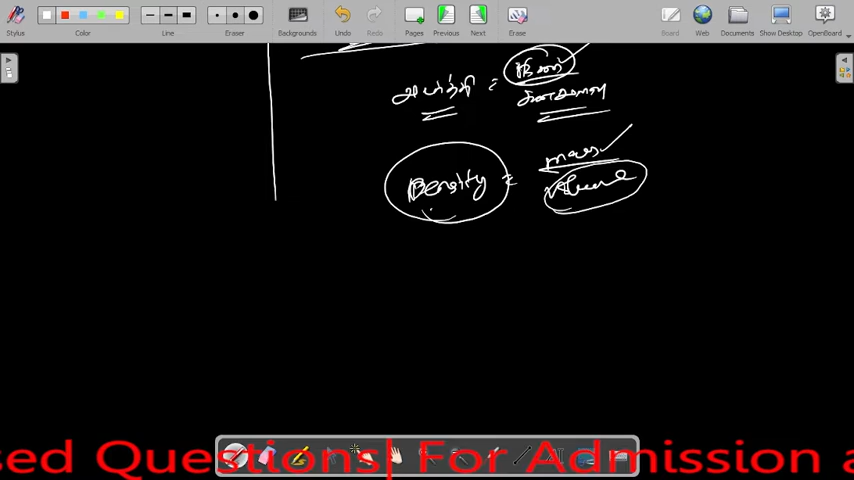 Stylus
Color
Line
Eraser
Backgrounds
Undo
Redo
Pages
Previous
Next
Erase
Board
Web
Documents
Show Desktop
OpenBoard
அடர்த்தி =
Density = mass
volume
sed Questions| For Admission a